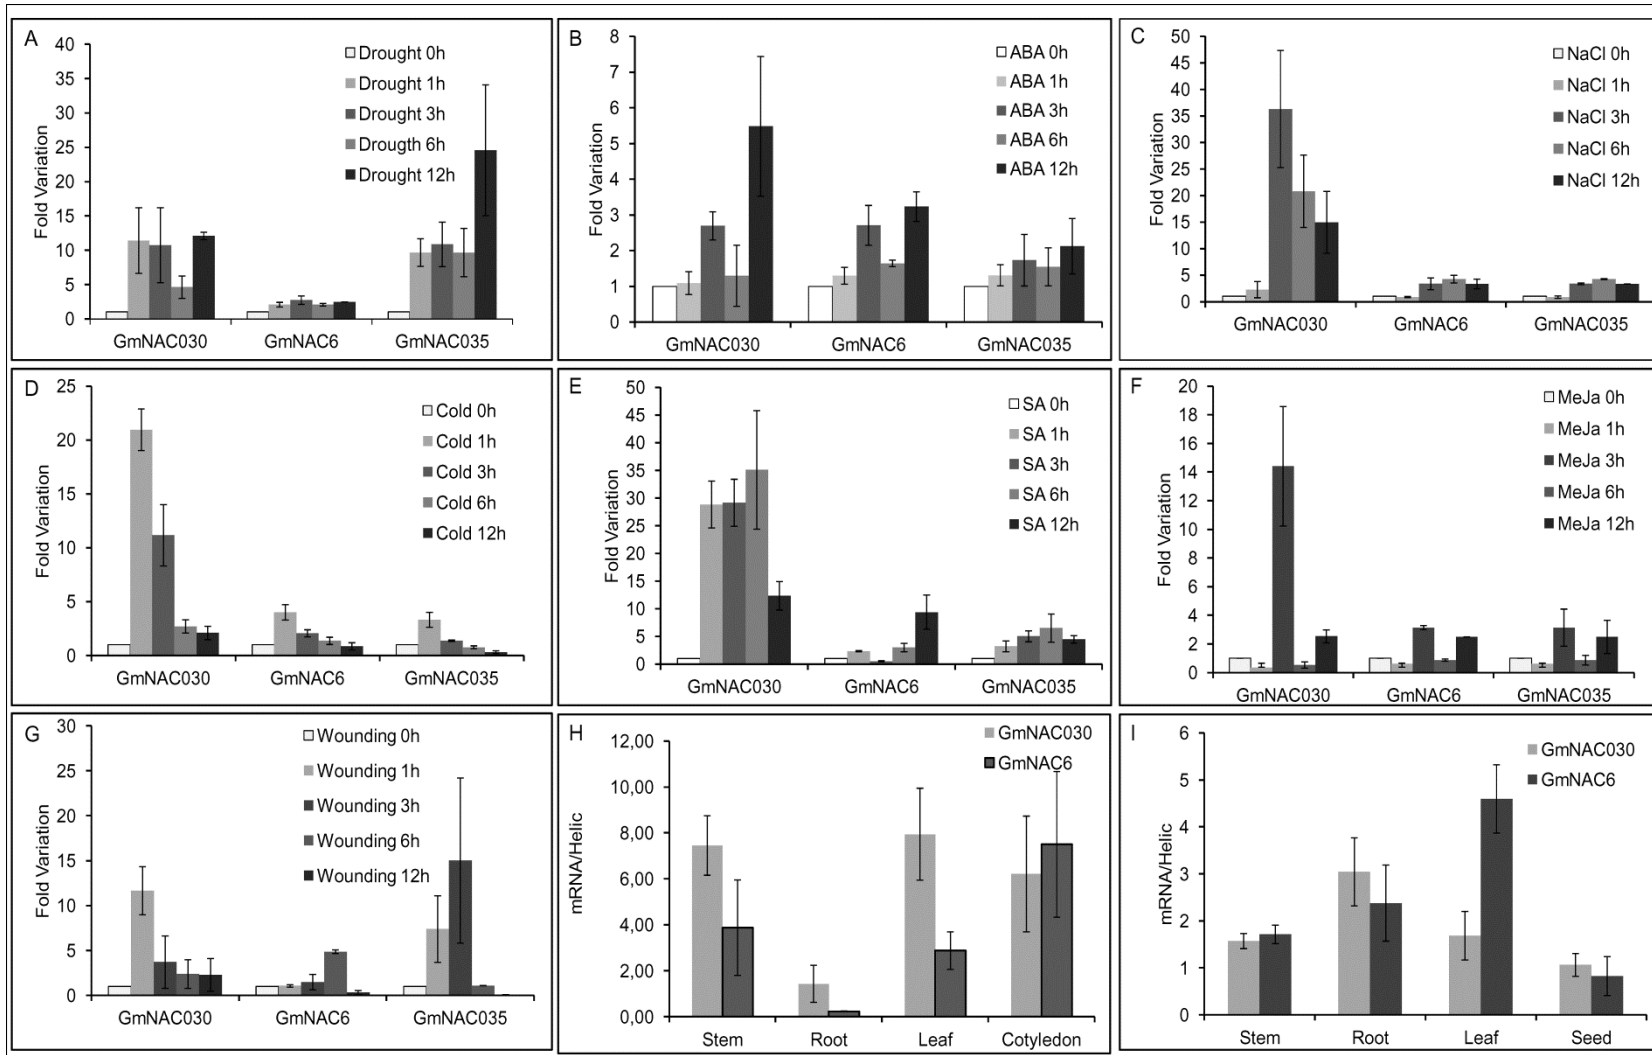 A
40
35
30
25
20
15
10
5
0
Fold Variation
Drought 0h
Drought 1h
Drought 3h
Drougth 6h
Drought 12h
GmNAC030 GmNAC6 GmNAC035
B
8
7
6
5
4
3
2
1
0
Fold Variation
ABA 0h
ABA 1h
ABA 3h
ABA 6h
ABA 12h
GmNAC030 GmNAC6 GmNAC035
C
50
45
40
35
30
25
20
15
10
5
0
Fold Variation
NaCl 0h
NaCl 1h
NaCl 3h
NaCl 6h
NaCl 12h
GmNAC030 GmNAC6 GmNAC035
D
25
20
15
10
5
0
Fold Variation
Cold 0h
Cold 1h
Cold 3h
Cold 6h
Cold 12h
GmNAC030 GmNAC6 GmNAC035
E
50
45
40
35
30
25
20
15
10
5
0
Fold Variation
SA 0h
SA 1h
SA 3h
SA 6h
SA 12h
GmNAC030 GmNAC6 GmNAC035
F
20
18
16
14
12
10
8
6
4
2
0
Fold Variation
MeJa 0h
MeJa 1h
MeJa 3h
MeJa 6h
MeJa 12h
GmNAC030 GmNAC6 GmNAC035
G
30
25
20
15
10
5
0
Fold Variation
Wounding 0h
Wounding 1h
Wounding 3h
Wounding 6h
Wounding 12h
GmNAC030 GmNAC6 GmNAC035
H
12,00
10,00
8,00
6,00
4,00
2,00
0,00
mRNA/Helic
GmNAC030
GmNAC6
Stem Root Leaf Cotyledon
I
6
5
4
3
2
1
0
mRNA/Helic
GmNAC030
GmNAC6
Stem Root Leaf Seed